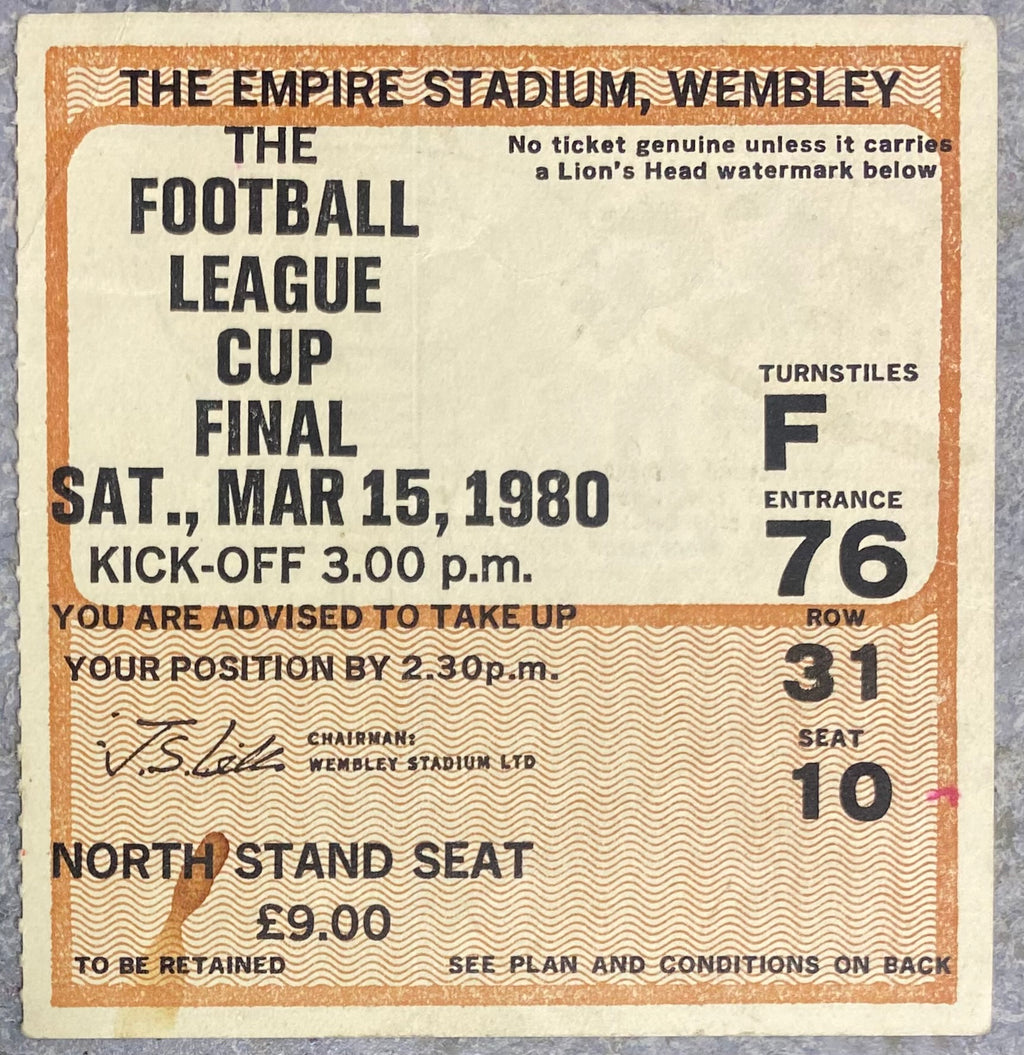 THE EMPIRE STADIUM, WEMBLEY
THE
FOOTBALL
LEAGUE
CUP
FINAL
SAT., MAR 15, 1980
KICK-OFF 3.00 p.m.
No ticket genuine unless it carries
a Lion's Head watermark below
TURNSTILES
F
ENTRANCE
76
ROW
31
SEAT
10
YOU ARE ADVISED TO TAKE UP
YOUR POSITION BY 2.30p.m.
J.S.
CHAIRMAN:
WEMBLEY STADIUM LTD
NORTH STAND SEAT
£9.00
TO BE RETAINED
SEE PLAN AND CONDITIONS ON BACK